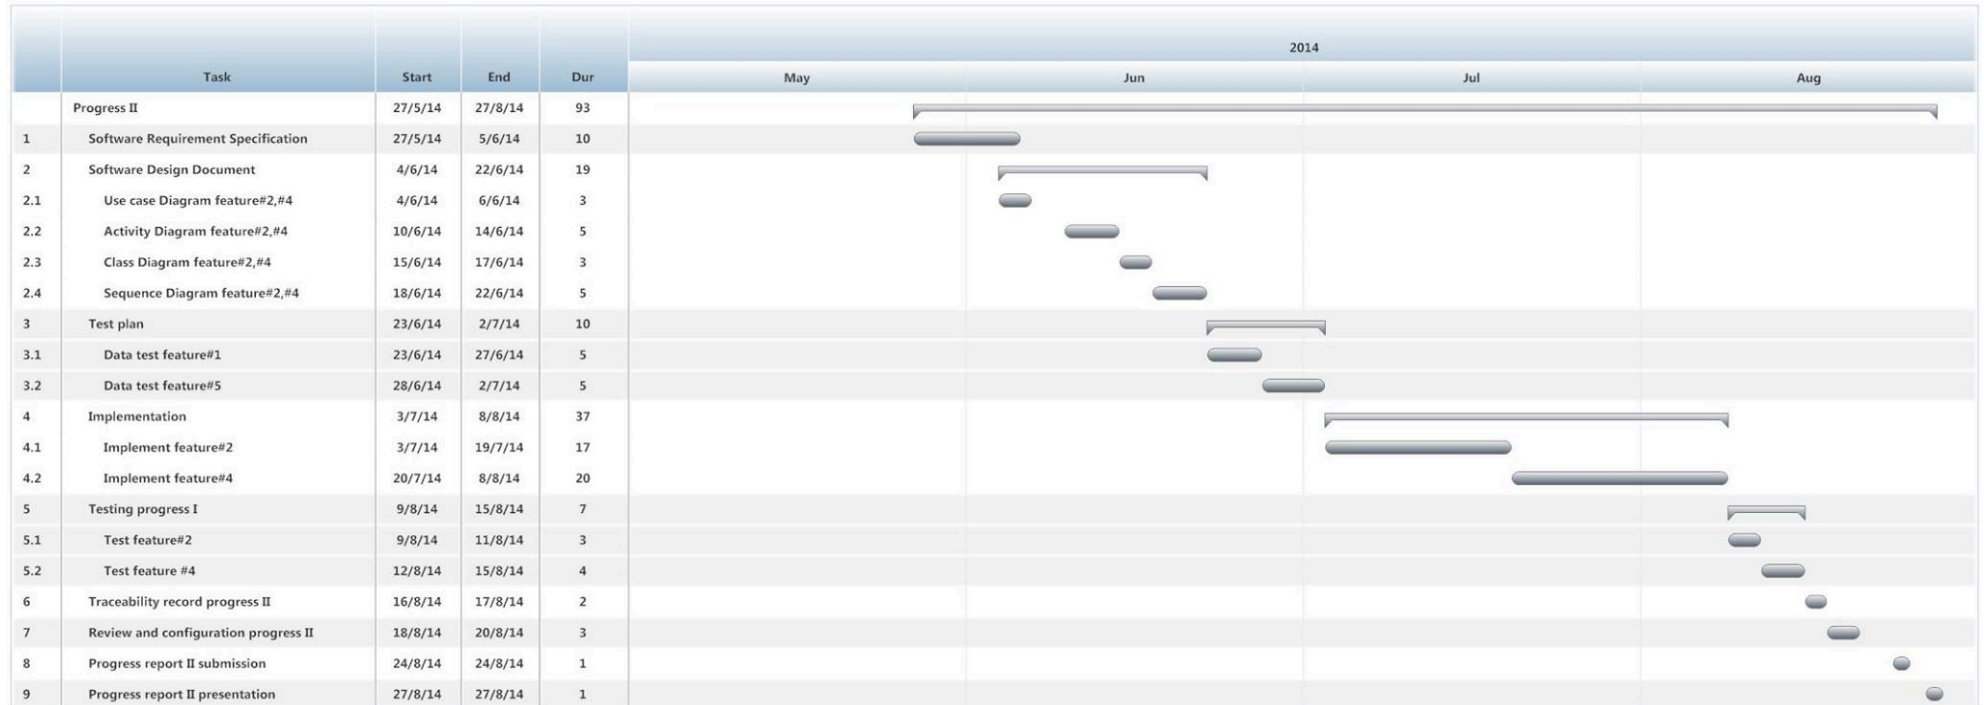 2014
Task Start End Dur May Jun Jul Aug
Progress II 27/5/14 27/8/14 93
1 Software Requirement Specification 27/5/14 5/6/14 10
2 Software Design Document 4/6/14 22/6/14 19
2.1 Use case Diagram feature#2,#4 4/6/14 6/6/14 3
2.2 Activity Diagram feature#2,#4 10/6/14 14/6/14 5
2.3 Class Diagram feature#2,#4 15/6/14 17/6/14 3
2.4 Sequence Diagram feature#2,#4 18/6/14 22/6/14 5
3 Test plan 23/6/14 2/7/14 10
3.1 Data test feature#1 23/6/14 27/6/14 5
3.2 Data test feature#5 28/6/14 2/7/14 5
4 Implementation 3/7/14 8/8/14 37
4.1 Implement feature#2 3/7/14 19/7/14 17
4.2 Implement feature#4 20/7/14 8/8/14 20
5 Testing progress I 9/8/14 15/8/14 7
5.1 Test feature#2 9/8/14 11/8/14 3
5.2 Test feature #4 12/8/14 15/8/14 4
6 Traceability record progress II 16/8/14 17/8/14 2
7 Review and configuration progress II 18/8/14 20/8/14 3
8 Progress report II submission 24/8/14 24/8/14 1
9 Progress report II presentation 27/8/14 27/8/14 1